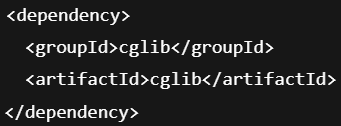 <dependency>
<groupId>cglib</groupId>
<artifactId>cglib</artifactId>
</dependency>